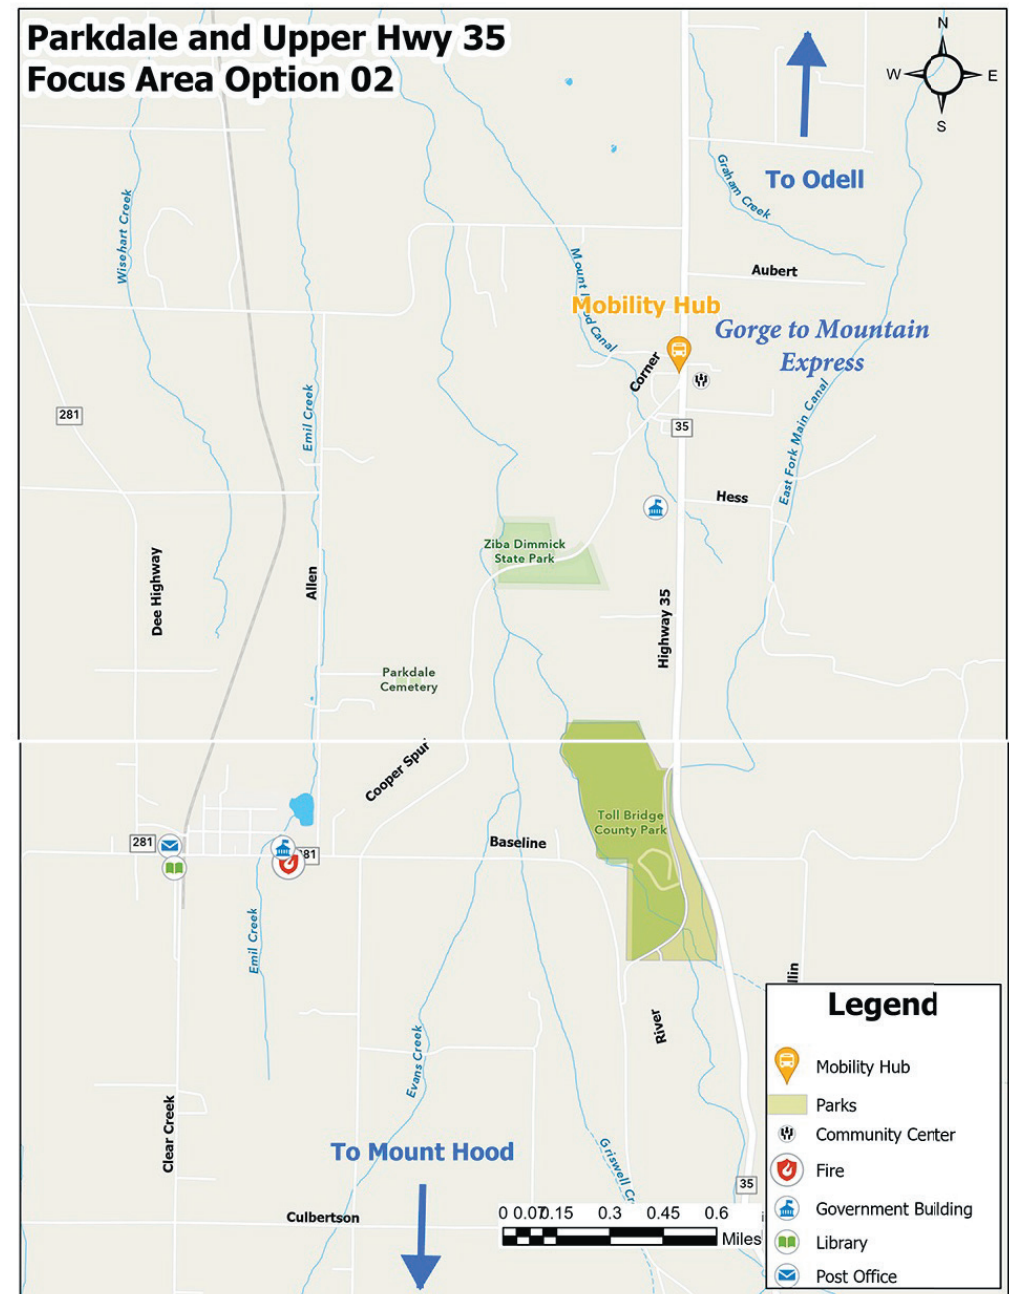 Parkdale and Upper Hwy 35
Focus Area Option 02
N
W
E
S
To Odell
Graham Creek
Wisehart Creek
Aubert
Mobility Hub
Gorge to Mountain
Express
Corner
281
Emil Creek
35
East Fork Main Canal
Hess
Ziba Dimmick
State Park
Dee Highway
Allen
Highway 35
Parkdale
Cemetery
Cooper Spur
Toll Bridge
County Park
281
81
Baseline
Emil Creek
River
Evans Creek
Clear Creek
To Mount Hood
Griswell Cr
35
Culbertson
0 0.07 0.15 0.3 0.45 0.6
Miles
Legend
Mobility Hub
Parks
Community Center
Fire
Government Building
Library
Post Office